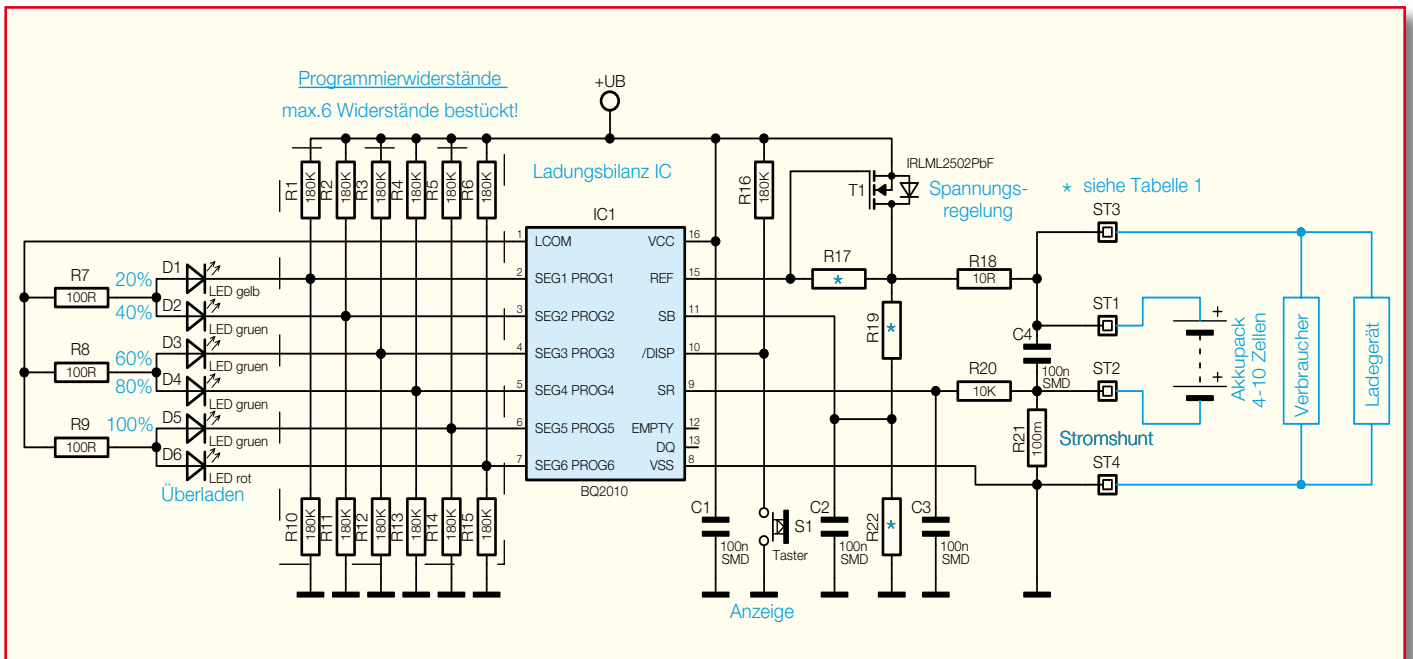 Programmierwiderstände
max.6 Widerstände bestückt!
+UB
Ladungsbilanz IC
IRLML2502PbF
T1
Spannungs-
regelung
* siehe Tabelle 1
R1 180K
R2 180K
R3 180K
R4 180K
R5 180K
R6 180K
R16 180K
IC1
1 LCOM VCC 16
2 SEG1 PROG1 REF 15
3 SEG2 PROG2 SB 11
4 SEG3 PROG3 /DISP 10
5 SEG4 PROG4 SR 9
6 SEG5 PROG5 EMPTY 12
DQ 13
7 SEG6 PROG6 VSS 8
BQ2010
R7 100R
20%
D1 LED gelb
40%
D2 LED gruen
R8 100R
60%
D3 LED gruen
80%
D4 LED gruen
R9 100R
100%
D5 LED gruen
D6 LED rot
Überladen
R17 *
R18 10R
R19 *
R20 10K
R21 100m
Stromshunt
R22 *
ST3
ST1
ST2
ST4
C4 100n SMD
+
+
Akkupack
4-10 Zellen
Verbraucher
Ladegerät
R10 180K
R11 180K
R12 180K
R13 180K
R14 180K
R15 180K
C1 100n SMD
S1 Taster
C2 100n SMD
C3 100n SMD
Anzeige